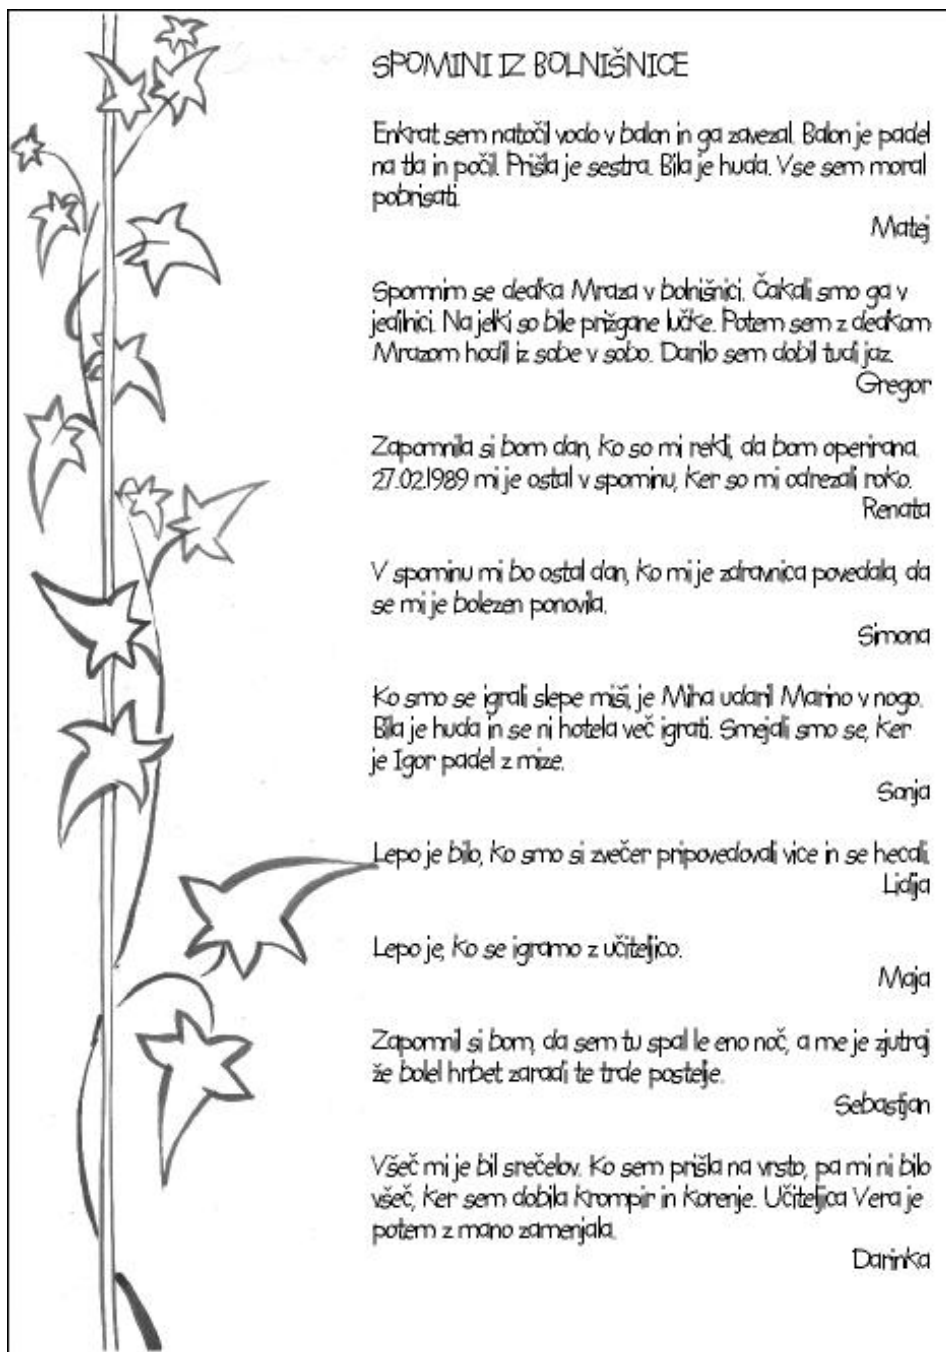 SPOMINI IZ BOLNIŠNICE
Enkrat sem natočil vodo v balon in ga zavezal. Balon je padel
na tla in počil. Prišla je sestra. Bila je huda. Vse sem moral
pobrisati.
Matej
Spomnim se dedka Mraza v bolnišnici. Čakali smo ga v
jedilnici. Na jelki so bile prižgane lučke. Potem sem z dedkom
Mrazom hodil iz sobe v sobo. Darilo sem dobil tudi jaz.
Gregor
Zapomnila si bom dan, ko so mi rekli, da bom operirana.
27.02.1989 mi je ostal v spominu, ker so mi odrezali roko.
Renata
V spominu mi bo ostal dan, ko mi je zdravnica povedala, da
se mi je bolezen ponovila.
Simona
Ko smo se igrali slepe miši, je Miha udaril Marino v nogo.
Bila je huda in se ni hotela več igrati. Smejali smo se, ker
je Igor padel z mize.
Sanja
Lepo je bilo, ko smo si zvečer pripovedovali vice in se hecali.
Lidija
Lepo je, ko se igramo z učiteljico.
Maja
Zapomnil si bom, da sem tu spal le eno noč, a me je zjutraj
že bolel hrbet zaradi te trde postelje.
Sebastjan
Všeč mi je bil srečelov. Ko sem prišla na vrsto, pa mi ni bilo
všeč, ker sem dobila krompir in korenje. Učiteljica Vera je
potem z mano zamenjala.
Darinka